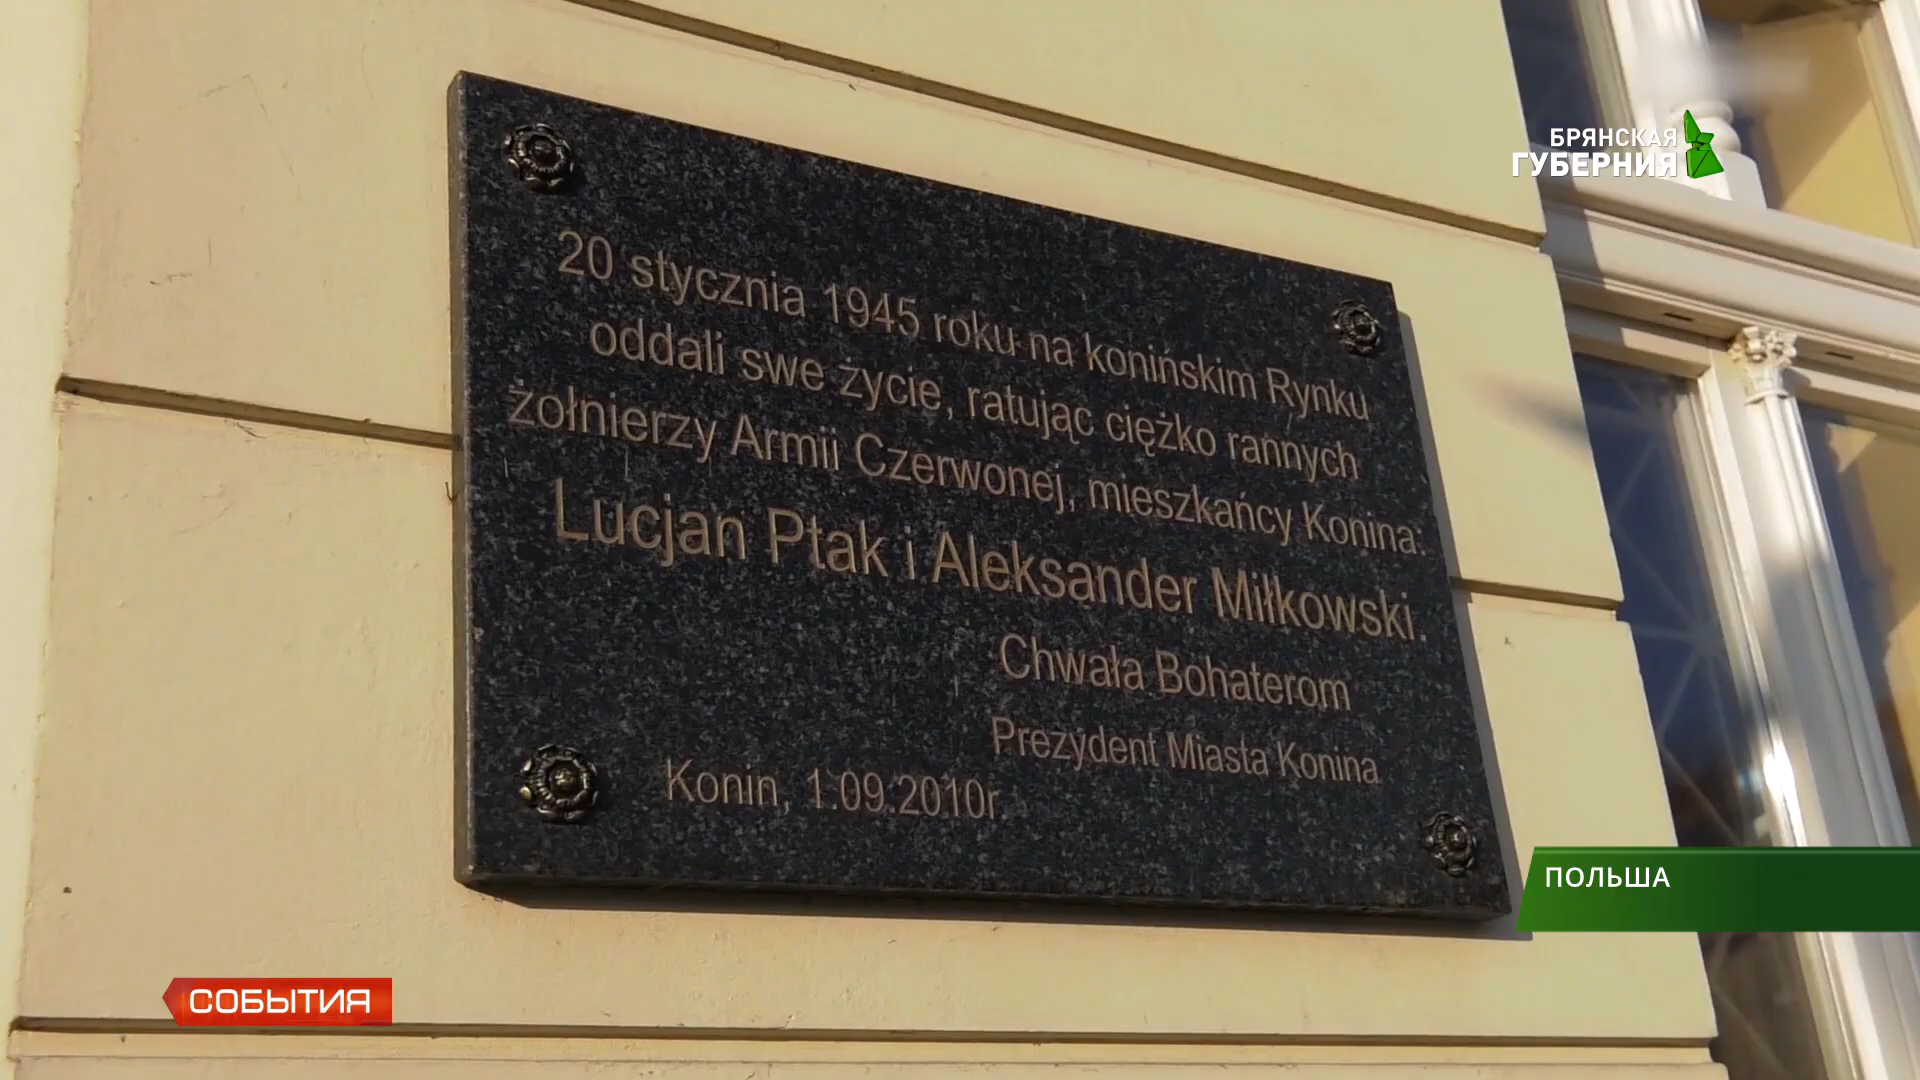 БРЯНСКАЯ
ГУБЕРНИЯ
20 stycznia 1945 roku na konińskim Rynku
oddali swe życie, ratując ciężko rannych
żołnierzy Armii Czerwonej, mieszkańcy Konina:
Lucjan Ptak i Aleksander Miłkowski.
Chwała Bohaterom
Prezydent Miasta Konina
Konin, 1.09.2010r.
ПОЛЬША
СОБЫТИЯ